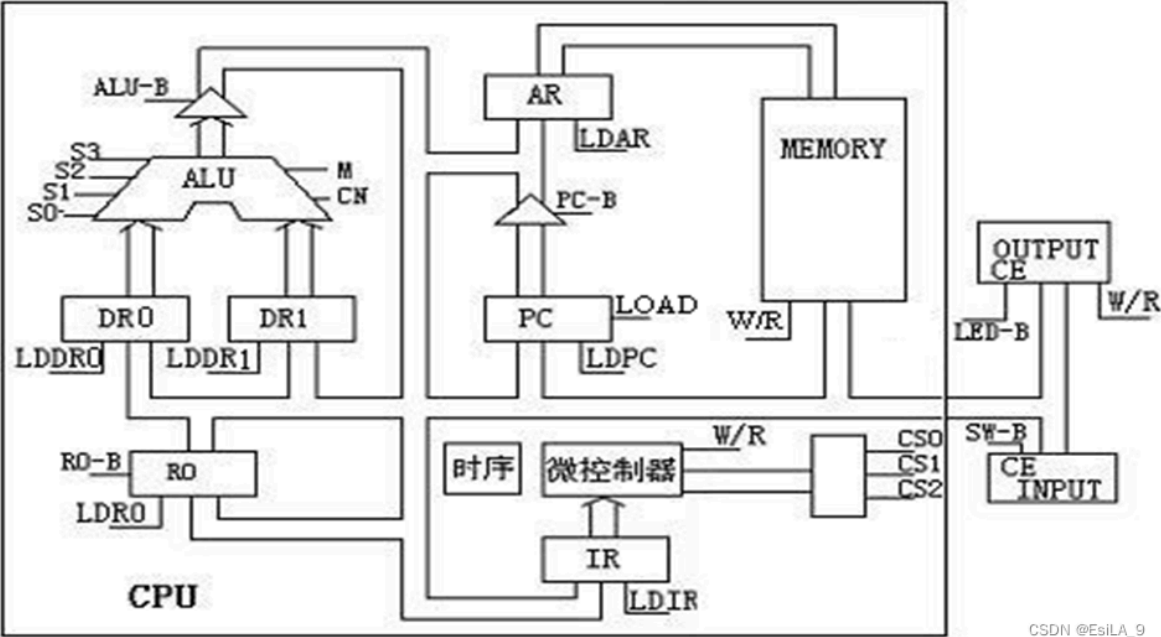 ALU-B
S3
S2
S1
S0
ALU
M
CN
AR
LDAR
MEMORY
PC-B
DR0
DR1
PC
LOAD
W/R
OUTPUT
CE
LDDR0
LDDR1
LDPC
LED-B
W/R
R0-B
R0
LDR0
时序
微控制器
W/R
CS0
CS1
CS2
SW-B
CE
INPUT
IR
LDIR
CPU
CSDN @EsiLA_9